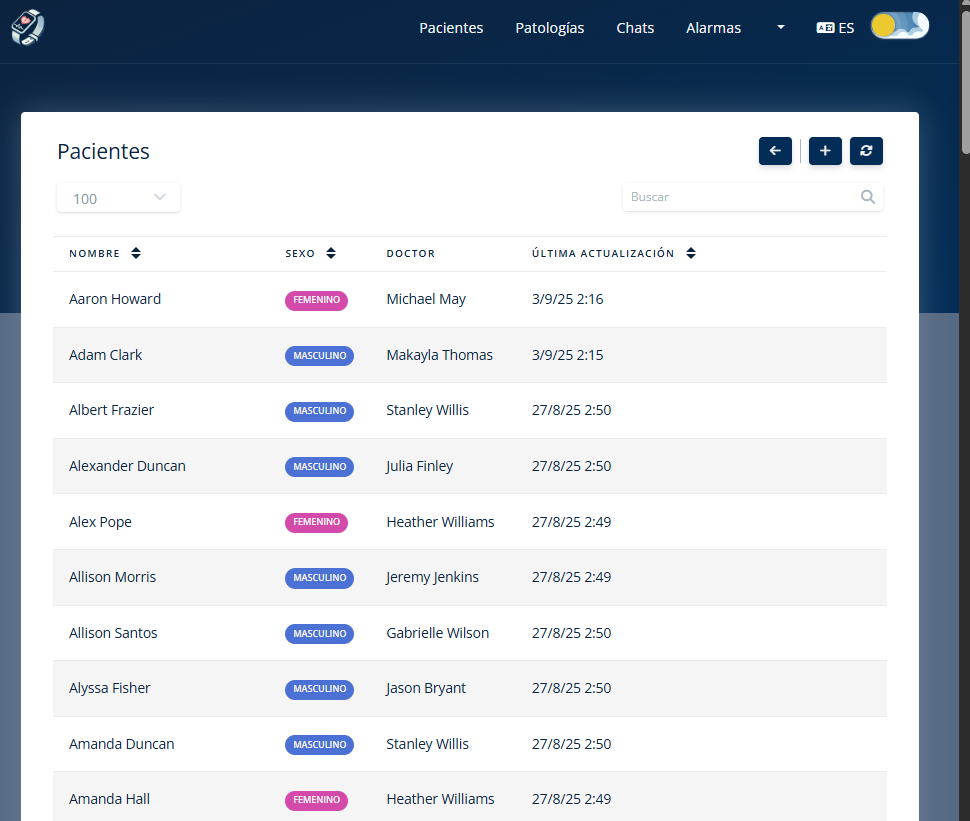 Pacientes Patologías Chats Alarmas ES
Pacientes
100 Buscar
NOMBRE SEXO DOCTOR ÚLTIMA ACTUALIZACIÓN
Aaron Howard FEMENINO Michael May 3/9/25 2:16
Adam Clark MASCULINO Makayla Thomas 3/9/25 2:15
Albert Frazier MASCULINO Stanley Willis 27/8/25 2:50
Alexander Duncan MASCULINO Julia Finley 27/8/25 2:50
Alex Pope FEMENINO Heather Williams 27/8/25 2:49
Allison Morris MASCULINO Jeremy Jenkins 27/8/25 2:49
Allison Santos MASCULINO Gabrielle Wilson 27/8/25 2:50
Alyssa Fisher MASCULINO Jason Bryant 27/8/25 2:50
Amanda Duncan MASCULINO Stanley Willis 27/8/25 2:50
Amanda Hall FEMENINO Heather Williams 27/8/25 2:49